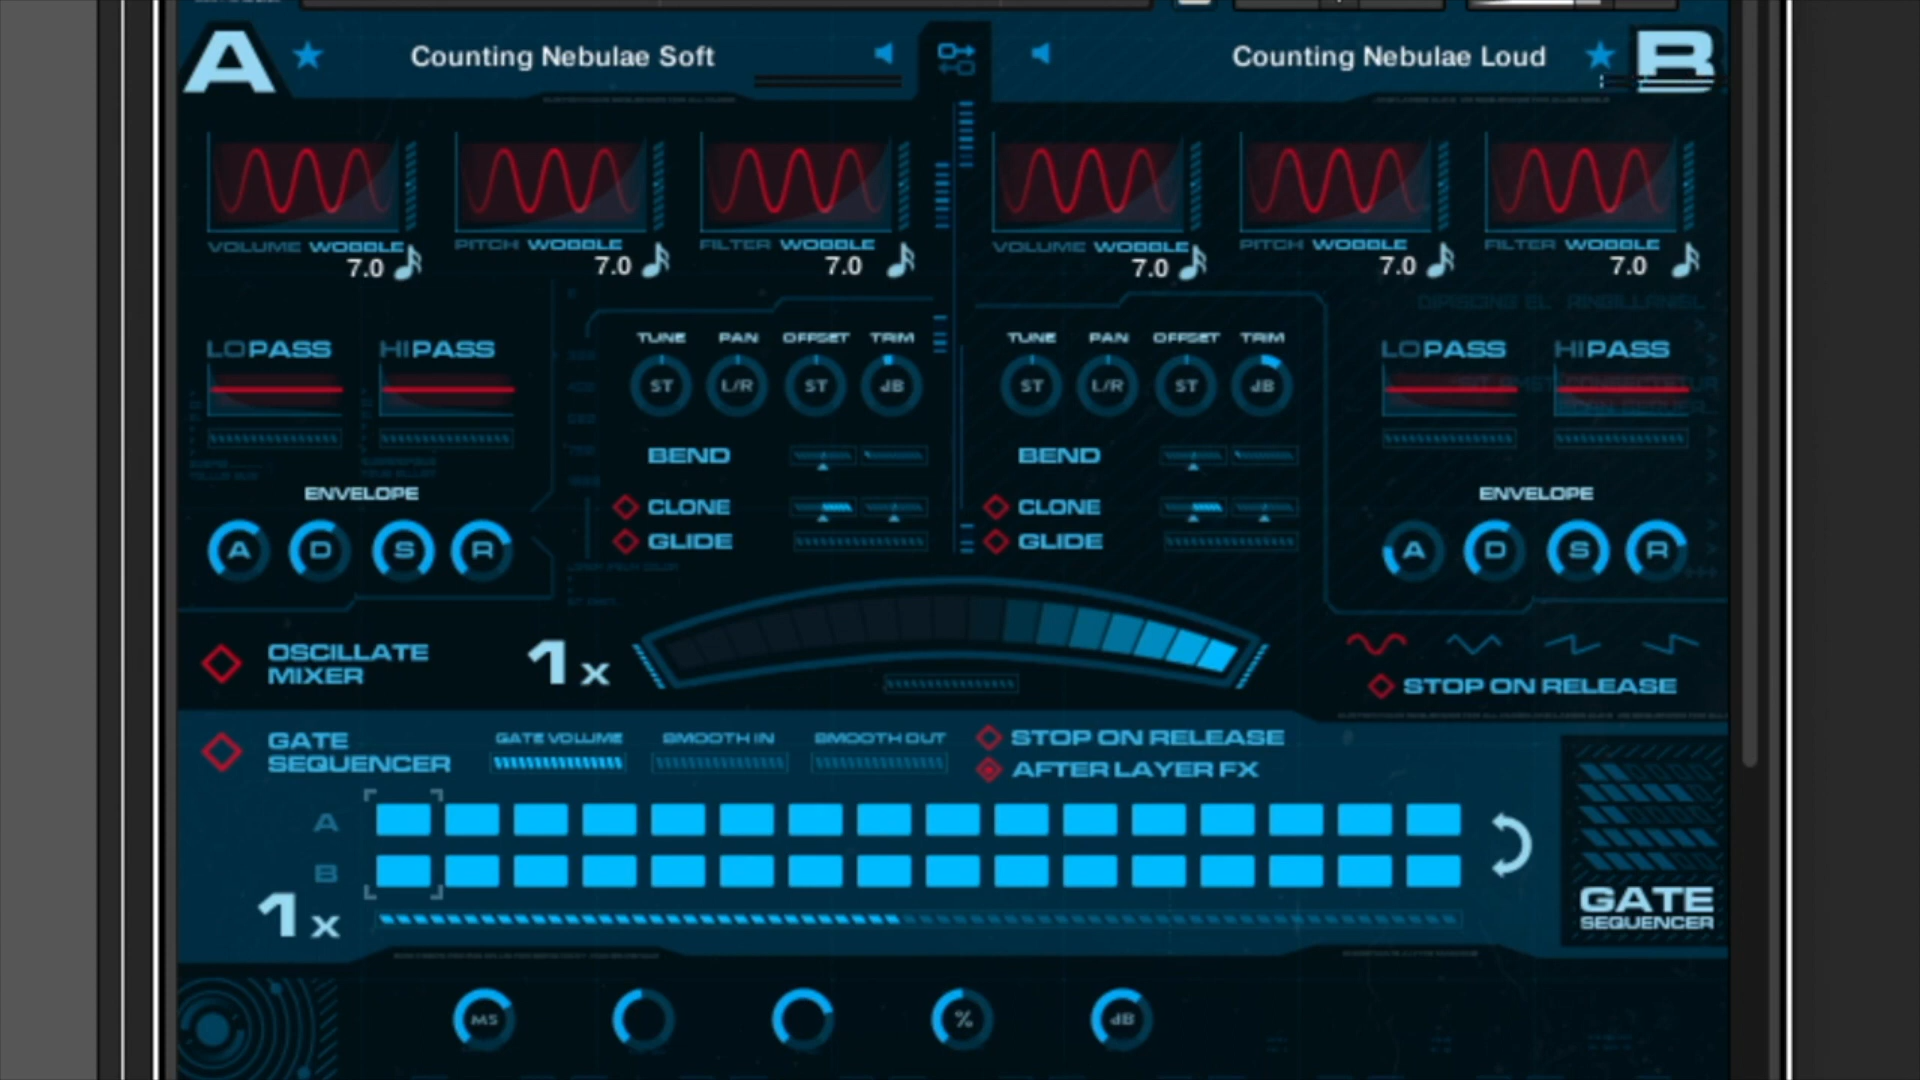 A
Counting Nebulae Soft
Counting Nebulae Loud
B
VOLUME WOBBLE
PITCH WOBBLE
FILTER WOBBLE
VOLUME WOBBLE
PITCH WOBBLE
FILTER WOBBLE
7.0
7.0
7.0
7.0
7.0
7.0
LOPASS
HIPASS
TUNE PAN OFFSET TRIM
ST L/R ST dB
BEND
CLONE
GLIDE
TUNE PAN OFFSET TRIM
ST L/R ST dB
BEND
CLONE
GLIDE
LOPASS
HIPASS
ENVELOPE
A D S R
ENVELOPE
A D S R
OSCILLATE
MIXER
1x
STOP ON RELEASE
GATE
SEQUENCER
GATE VOLUME
SMOOTH IN
SMOOTH OUT
STOP ON RELEASE
AFTER LAYER FX
A
B
1x
GATE
SEQUENCER
MS
%
dB